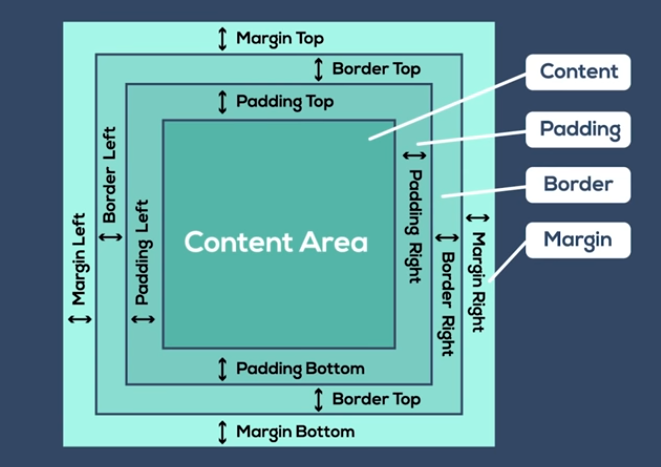 Margin Top
Border Top
Padding Top
Content
Padding
Border
Margin
Margin Left
Border Left
Padding Left
Content Area
Padding Right
Border Right
Margin Right
Padding Bottom
Border Top
Margin Bottom